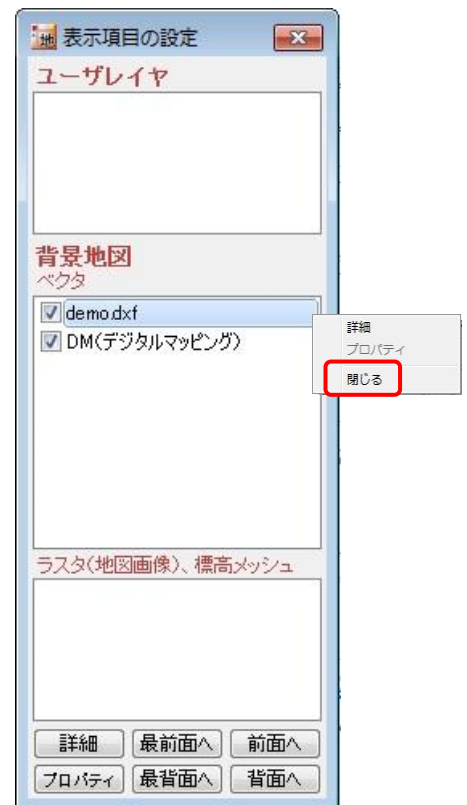 地 表示項目の設定
ユーザレイヤ
背景地図
ベクタ
demo.dxf
DM(デジタルマッピング)
詳細
プロパティ
閉じる
ラスタ(地図画像)、標高メッシュ
詳細 最前面へ 前面へ
プロパティ 最背面へ 背面へ